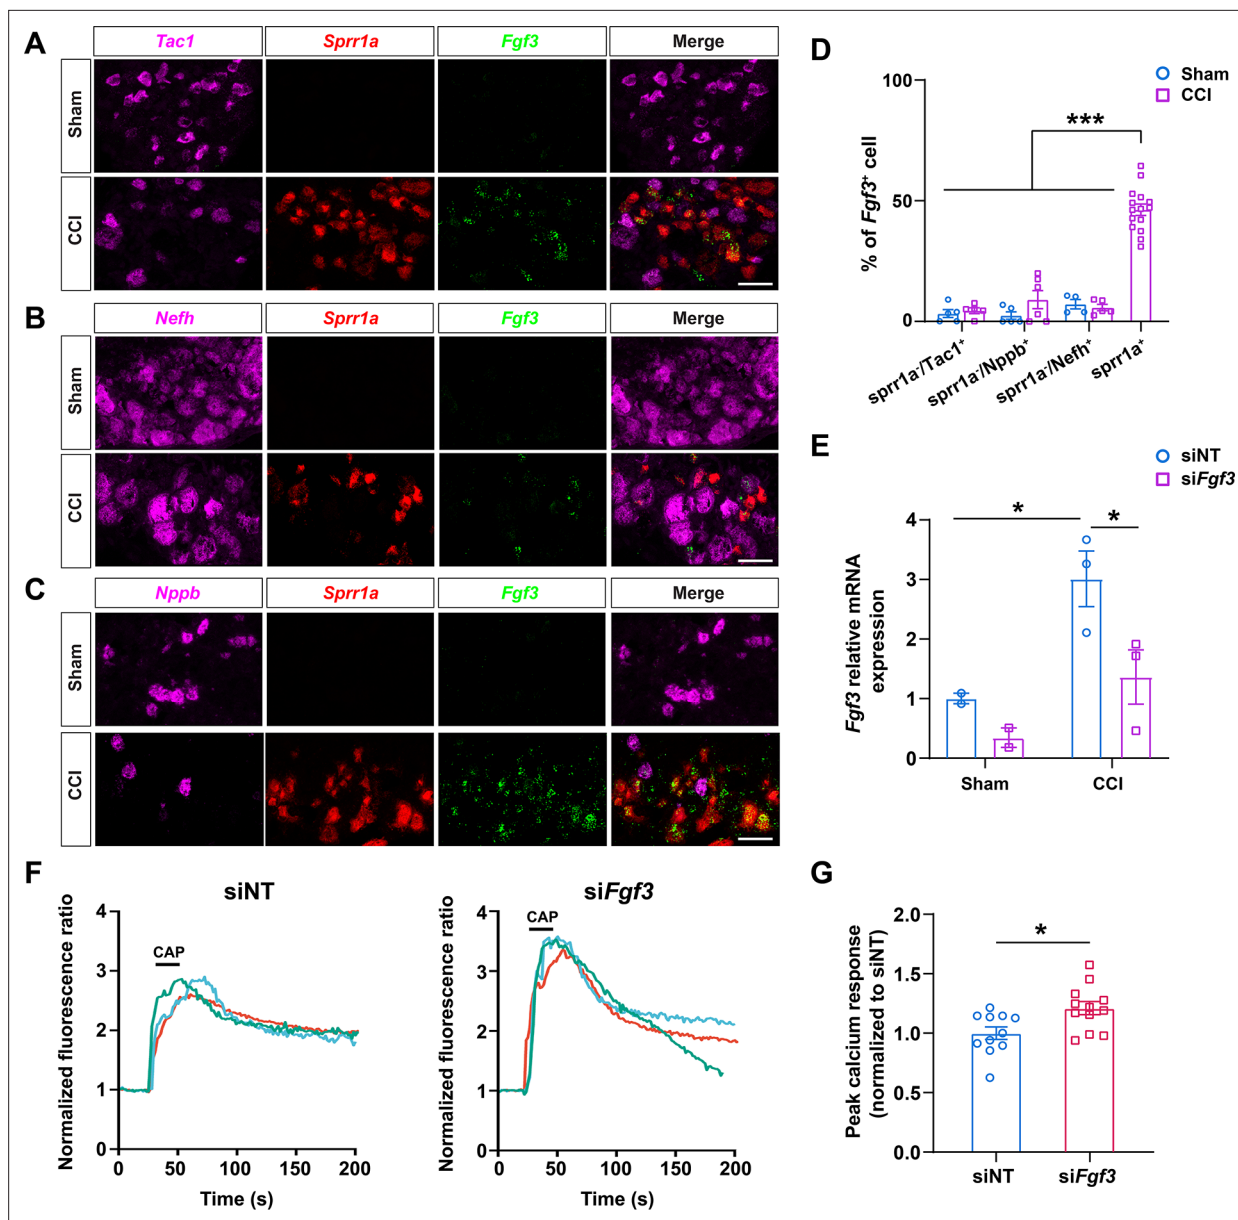 A
Tac1
Sprr1a
Fgf3
Merge
Sham
CCI
B
Nefh
Sprr1a
Fgf3
Merge
Sham
CCI
C
Nppb
Sprr1a
Fgf3
Merge
Sham
CCI
D
Sham
CCI
% of Fgf3⁺ cell
100
50
0
***
sprr1a⁻/Tac1⁺
sprr1a⁻/Nppb⁺
sprr1a⁻/Nefh⁺
sprr1a⁺
E
siNT
siFgf3
Fgf3 relative mRNA
expression
4
3
2
1
0
*
*
Sham
CCI
F
siNT
Normalized fluorescence ratio
4
3
2
1
0
CAP
0
50
100
150
200
Time (s)
siFgf3
Normalized fluorescence ratio
4
3
2
1
0
CAP
0
50
100
150
200
Time (s)
G
Peak calcium response
(normalized to siNT)
2.0
1.5
1.0
0.5
0.0
*
siNT
siFgf3